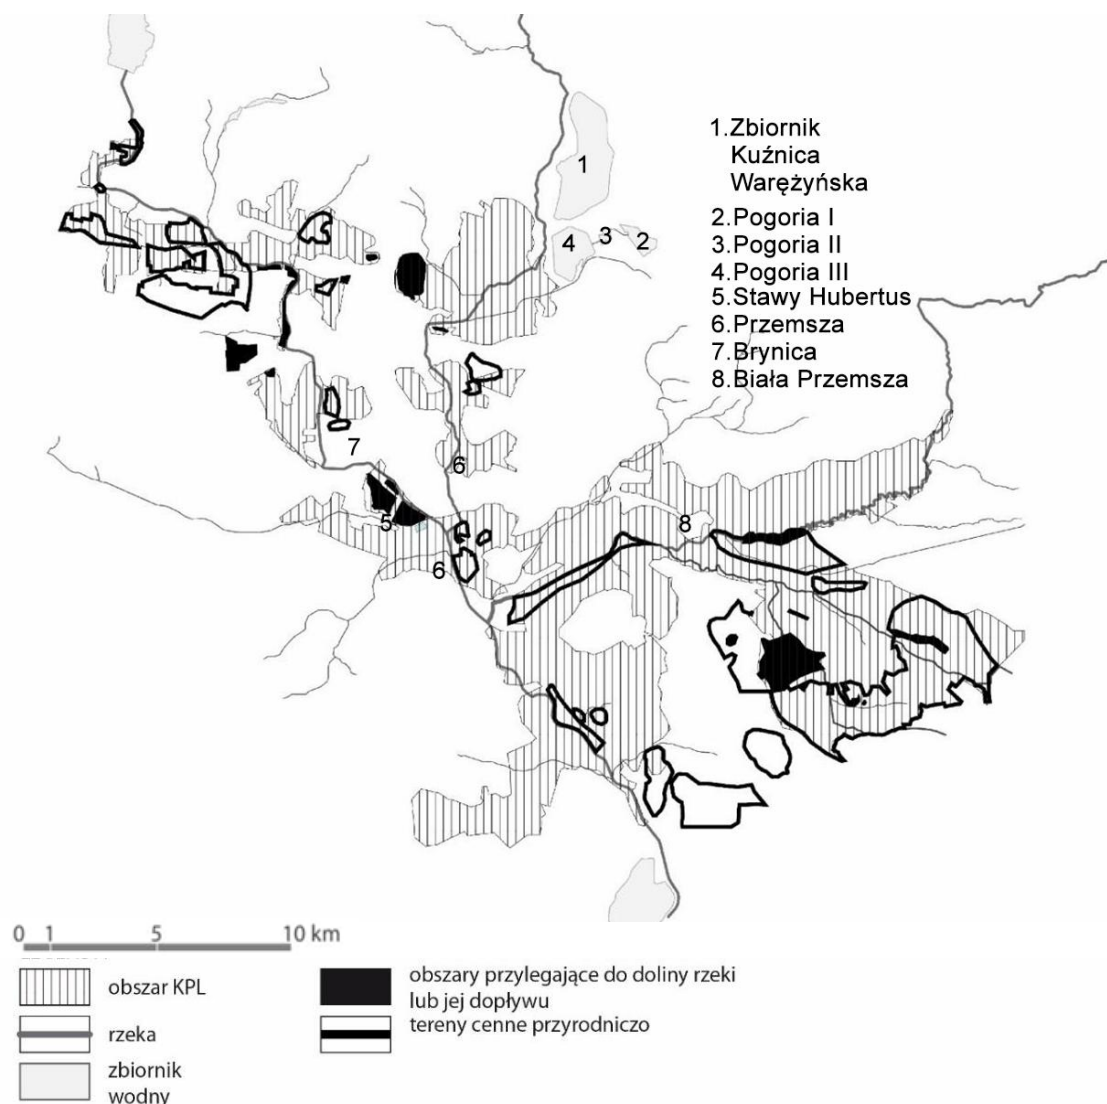 1.Zbiornik
Kuźnica
Warężyńska
2.Pogoria I
3.Pogoria II
4.Pogoria III
5.Stawy Hubertus
6.Przemsza
7.Brynica
8.Biała Przemsza
1
2
3
4
7
6
5
8
6
0 1 5 10 km
obszar KPL
rzeka
zbiornik
wodny
obszary przylegające do doliny rzeki
lub jej dopływu
tereny cenne przyrodniczo